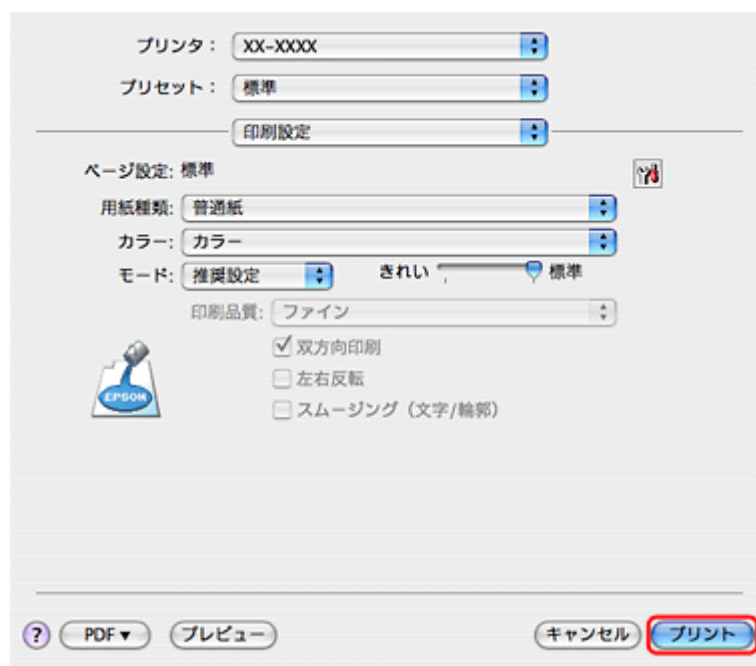 プリンタ： XX-XXXX
プリセット： 標準
印刷設定
ページ設定: 標準
用紙種類: 普通紙
カラー: カラー
モード: 推奨設定 きれい 標準
印刷品質: ファイン
双方向印刷
左右反転
スムージング（文字/輪郭）
EPSON
? PDF▼ プレビュー キャンセル プリント